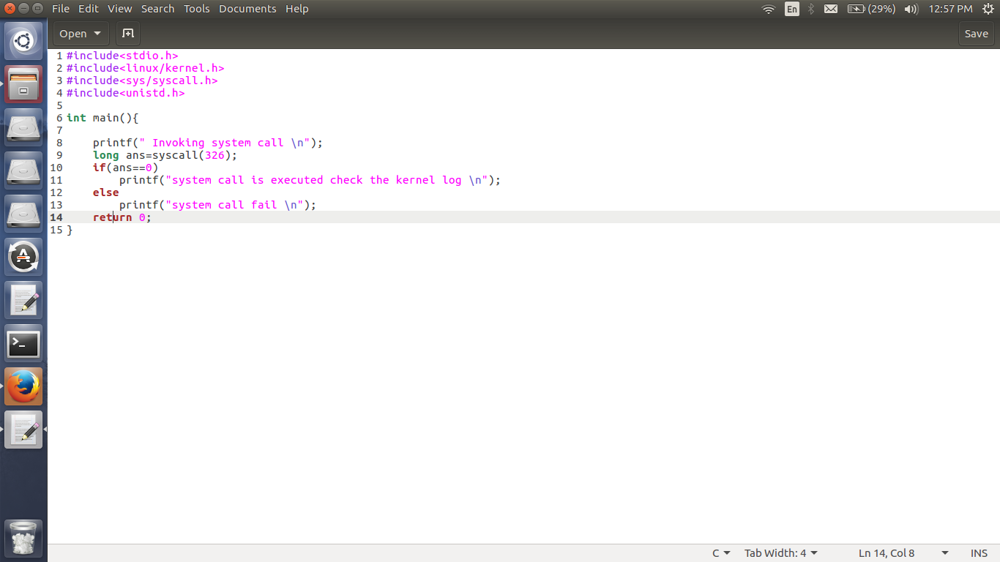 File Edit View Search Tools Documents Help En (29%) 12:57 PM
Open Save
1 #include<stdio.h>
2 #include<linux/kernel.h>
3 #include<sys/syscall.h>
4 #include<unistd.h>
5
6 int main(){
7
8     printf(" Invoking system call \n");
9     long ans=syscall(326);
10     if(ans==0)
11         printf("system call is executed check the kernel log \n");
12     else
13         printf("system call fail \n");
14     return 0;
15 }
C Tab Width: 4 Ln 14, Col 8 INS